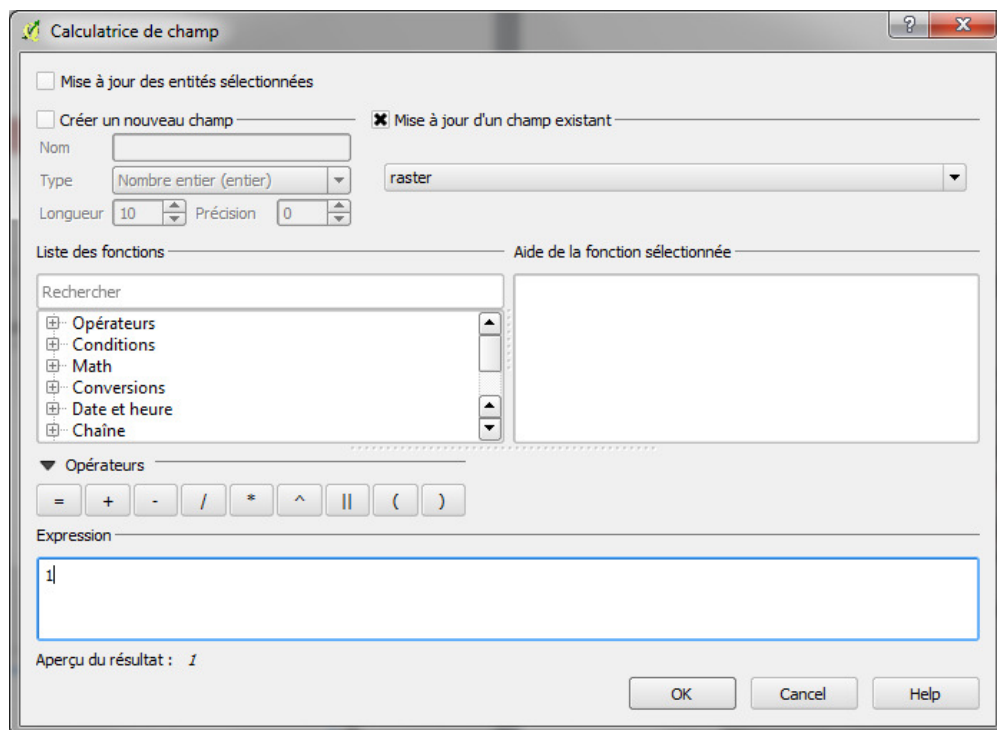 Calculatrice de champ
Mise à jour des entités sélectionnées
Créer un nouveau champ
Mise à jour d'un champ existant
Nom
Type Nombre entier (entier)
raster
Longueur 10 Précision 0
Liste des fonctions
Aide de la fonction sélectionnée
Rechercher
Opérateurs
Conditions
Math
Conversions
Date et heure
Chaîne
Opérateurs
= + - / * ^ || ( )
Expression
1
Aperçu du résultat : 1
OK Cancel Help